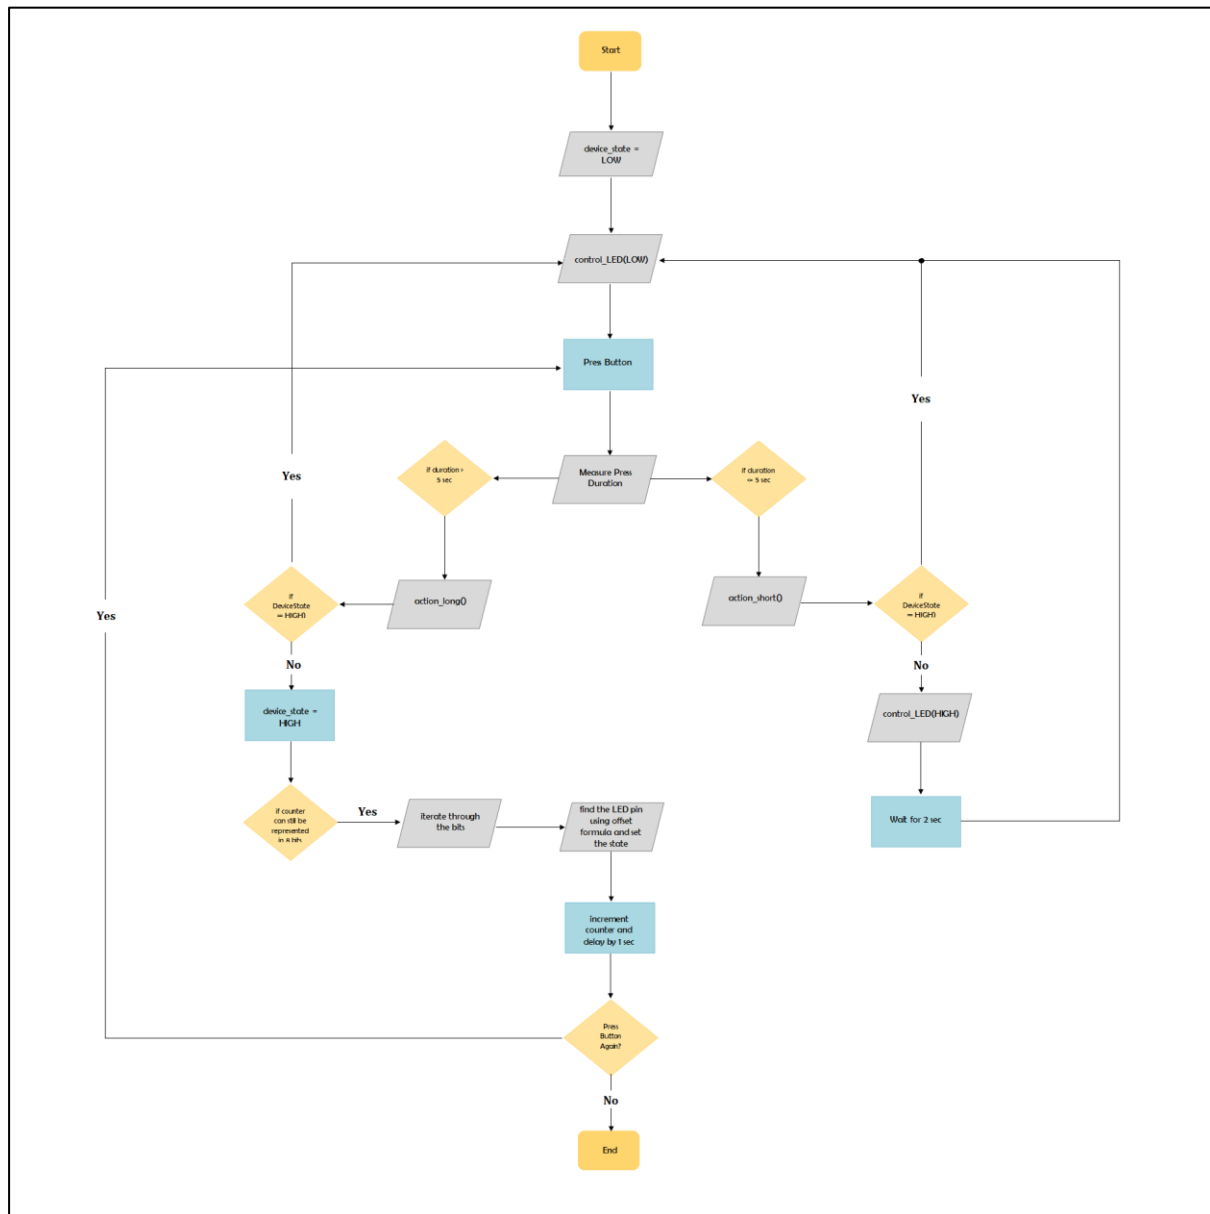 Start
device_state =
LOW
control_LED(LOW)
Press Button
Yes
Measure Press
Duration
if duration >
5 sec
if duration
<= 5 sec
Yes
Yes
action_long()
if
DeviceState
== HIGH)
action_short()
if
DeviceState
== HIGH)
No
No
device_state =
HIGH
control_LED(HIGH)
if counter
can still be
represented
in 8 bits
Yes
iterate through
the bits
find the LED pin
using offset
formula and set
the state
Wait for 2 sec
increment
counter and
delay by 1 sec
Press
Button
Again?
No
End